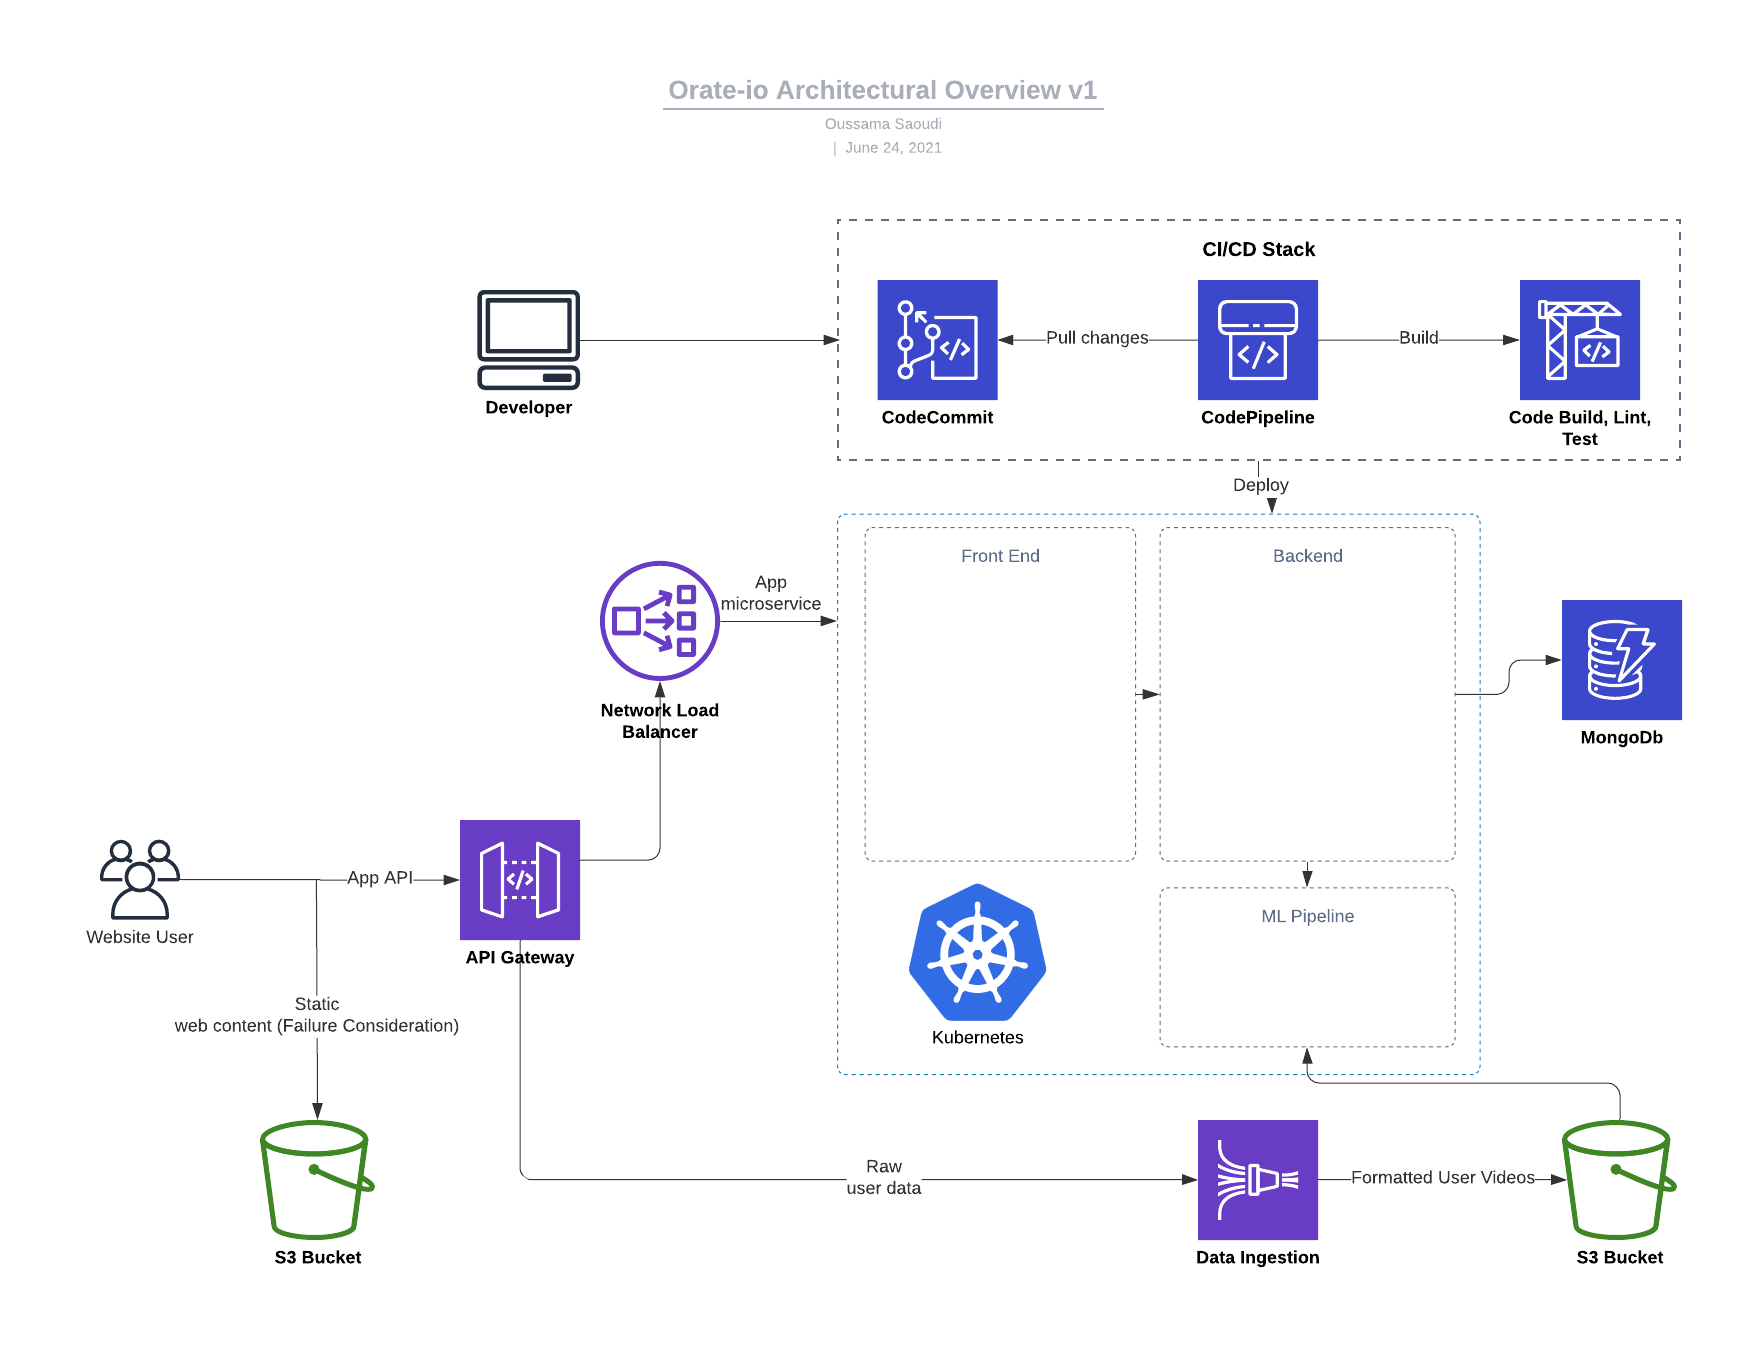 Orate-io Architectural Overview v1
Oussama Saoudi
| June 24, 2021
CI/CD Stack
Pull changes
Build
Developer
CodeCommit
CodePipeline
Code Build, Lint,
Test
Deploy
Front End
Backend
App
microservice
Network Load
Balancer
MongoDb
App API
Website User
API Gateway
ML Pipeline
Kubernetes
Static
web content (Failure Consideration)
Raw
user data
Formatted User Videos
S3 Bucket
Data Ingestion
S3 Bucket